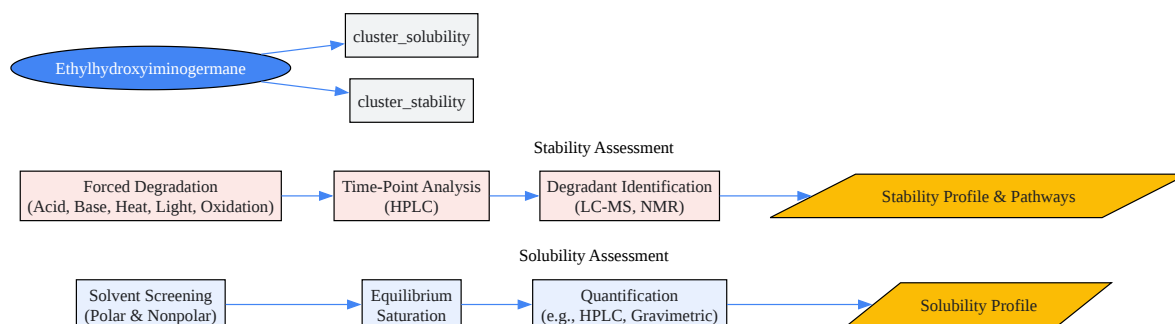 cluster_solubility
Ethylhydroxyiminogermane
cluster_stability
Stability Assessment
Forced Degradation
(Acid, Base, Heat, Light, Oxidation)
Time-Point Analysis
(HPLC)
Degradant Identification
(LC-MS, NMR)
Stability Profile & Pathways
Solubility Assessment
Solvent Screening
(Polar & Nonpolar)
Equilibrium
Saturation
Quantification
(e.g., HPLC, Gravimetric)
Solubility Profile